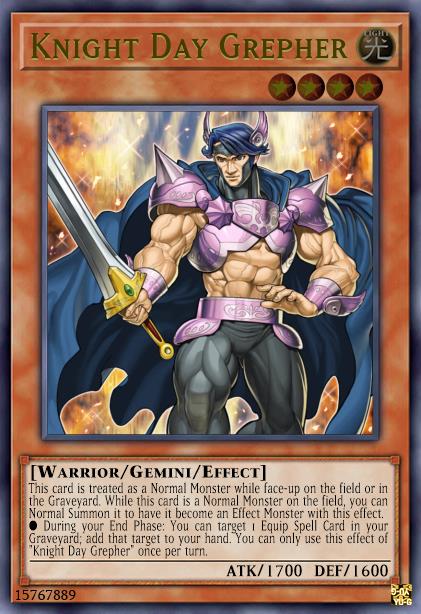 Knight Day Grepher
LIGHT
光
[Warrior/Gemini/Effect]
This card is treated as a Normal Monster while face-up on the field or in
the Graveyard. While this card is a Normal Monster on the field, you can
Normal Summon it to have it become an Effect Monster with this effect.
● During your End Phase: You can target 1 Equip Spell Card in your
Graveyard; add that target to your hand. You can only use this effect of
"Knight Day Grepher" once per turn.
ATK/1700 DEF/1600
15767889